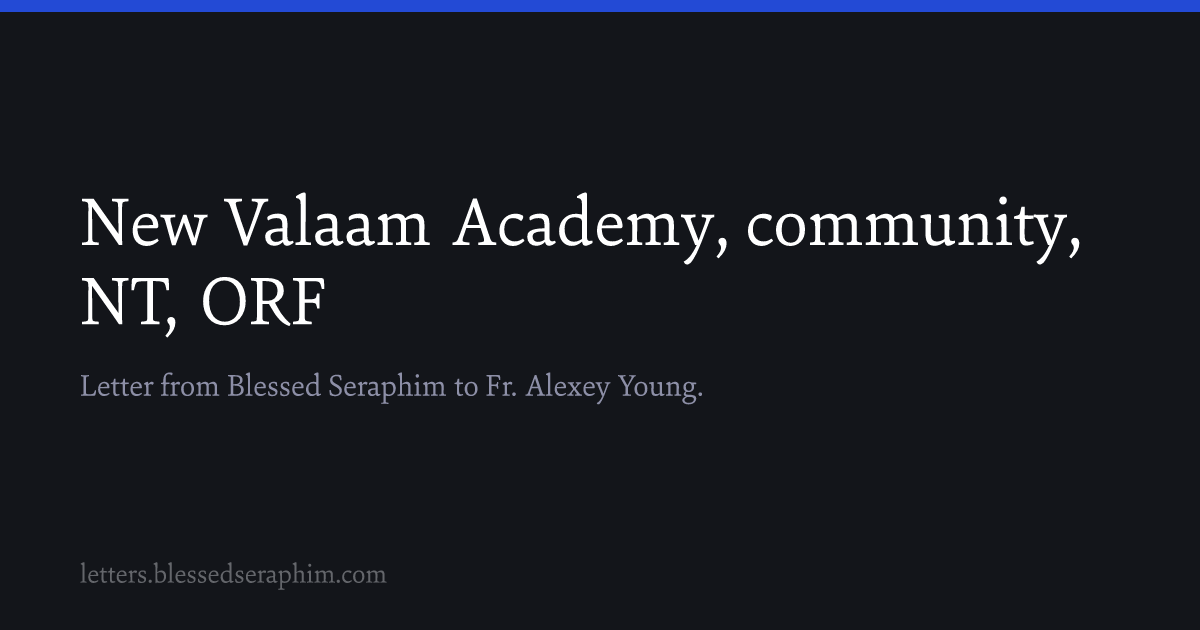 New Valaam Academy, community,
NT, ORF
Letter from Blessed Seraphim to Fr. Alexey Young.
letters.blessedseraphim.com